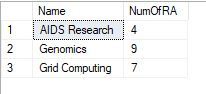 Name NumOfRA
1 AIDS Research 4
2 Genomics 9
3 Grid Computing 7